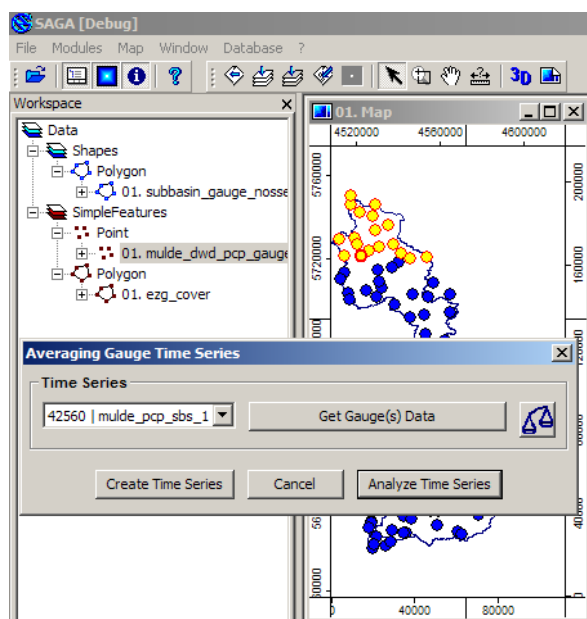 SAGA [Debug]
File Modules Map Window Database ?
3D
Workspace
Data
Shapes
Polygon
01. subbasin_gauge_nosse
SimpleFeatures
Point
01. mulde_dwd_pcp_gauge
Polygon
01. ezg_cover
01. Map
4520000 4560000 4600000
5760000
5720000
200000
160000
Averaging Gauge Time Series
Time Series
42560 | mulde_pcp_sbs_1
Get Gauge(s) Data
Create Time Series
Cancel
Analyze Time Series
0 40000 80000